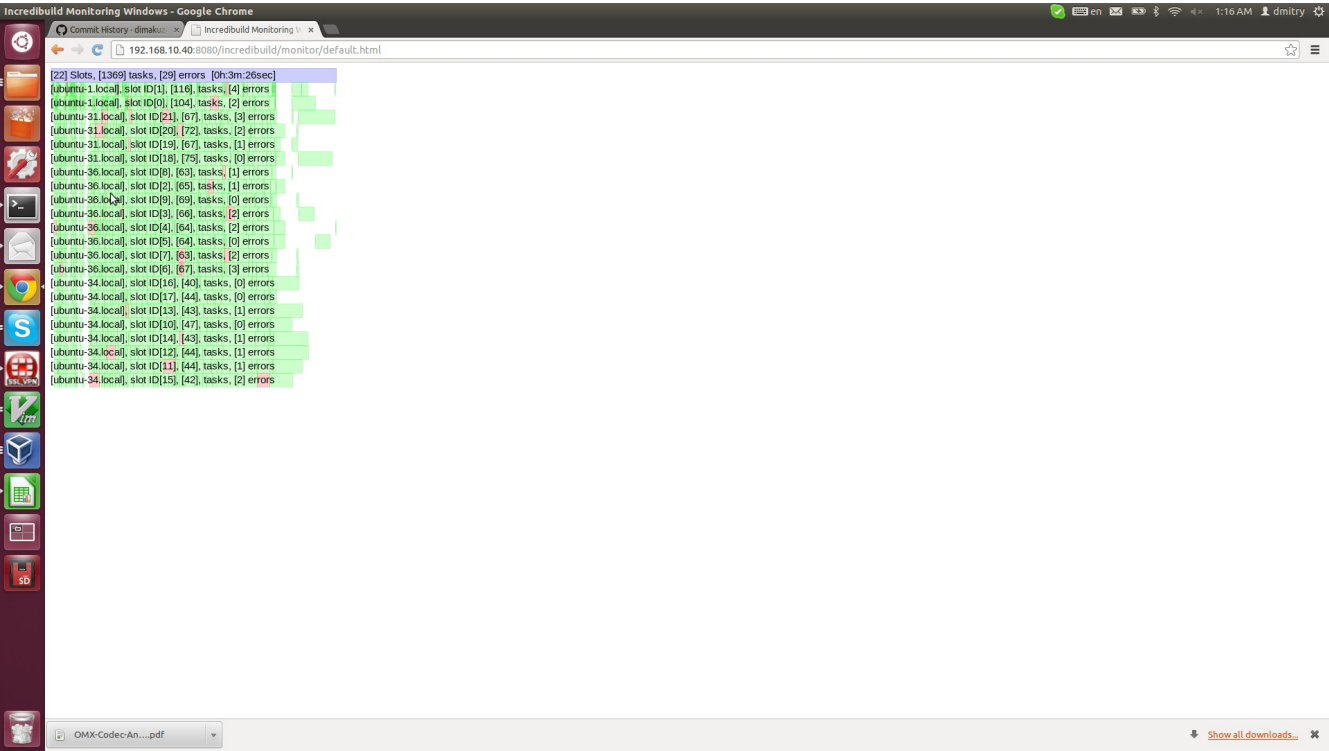 Incredibuild Monitoring Windows - Google Chrome
en
1:16 AM
dmitry
Commit History - dimakuz
Incredibuild Monitoring W
192.168.10.40:8080/incredibuild/monitor/default.html
[22] Slots, [1369] tasks, [29] errors [0h:3m:26sec]
[ubuntu-1.local], slot ID[1], [116], tasks, [4] errors
[ubuntu-1.local], slot ID[0], [104], tasks, [2] errors
[ubuntu-31.local], slot ID[21], [67], tasks, [3] errors
[ubuntu-31.local], slot ID[20], [72], tasks, [2] errors
[ubuntu-31.local], slot ID[19], [67], tasks, [1] errors
[ubuntu-31.local], slot ID[18], [75], tasks, [0] errors
[ubuntu-36.local], slot ID[8], [63], tasks, [1] errors
[ubuntu-36.local], slot ID[2], [65], tasks, [1] errors
[ubuntu-36.local], slot ID[9], [69], tasks, [0] errors
[ubuntu-36.local], slot ID[3], [66], tasks, [2] errors
[ubuntu-36.local], slot ID[4], [64], tasks, [2] errors
[ubuntu-36.local], slot ID[5], [64], tasks, [0] errors
[ubuntu-36.local], slot ID[7], [63], tasks, [2] errors
[ubuntu-36.local], slot ID[6], [67], tasks, [3] errors
[ubuntu-34.local], slot ID[16], [40], tasks, [0] errors
[ubuntu-34.local], slot ID[17], [44], tasks, [0] errors
[ubuntu-34.local], slot ID[13], [43], tasks, [1] errors
[ubuntu-34.local], slot ID[10], [47], tasks, [0] errors
[ubuntu-34.local], slot ID[14], [43], tasks, [1] errors
[ubuntu-34.local], slot ID[12], [44], tasks, [1] errors
[ubuntu-34.local], slot ID[11], [44], tasks, [1] errors
[ubuntu-34.local], slot ID[15], [42], tasks, [2] errors
SSL VPN
Vim
SD
OMX-Codec-An....pdf
Show all downloads...